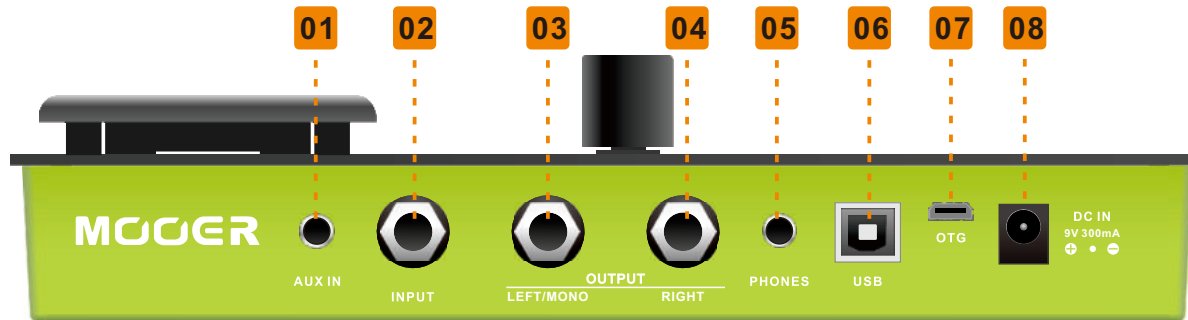 01 02 03 04 05 06 07 08
MOOER
AUX IN
INPUT
OUTPUT
LEFT/MONO RIGHT
PHONES
USB
OTG
DC IN
9V 300mA
⊕ • ⊖